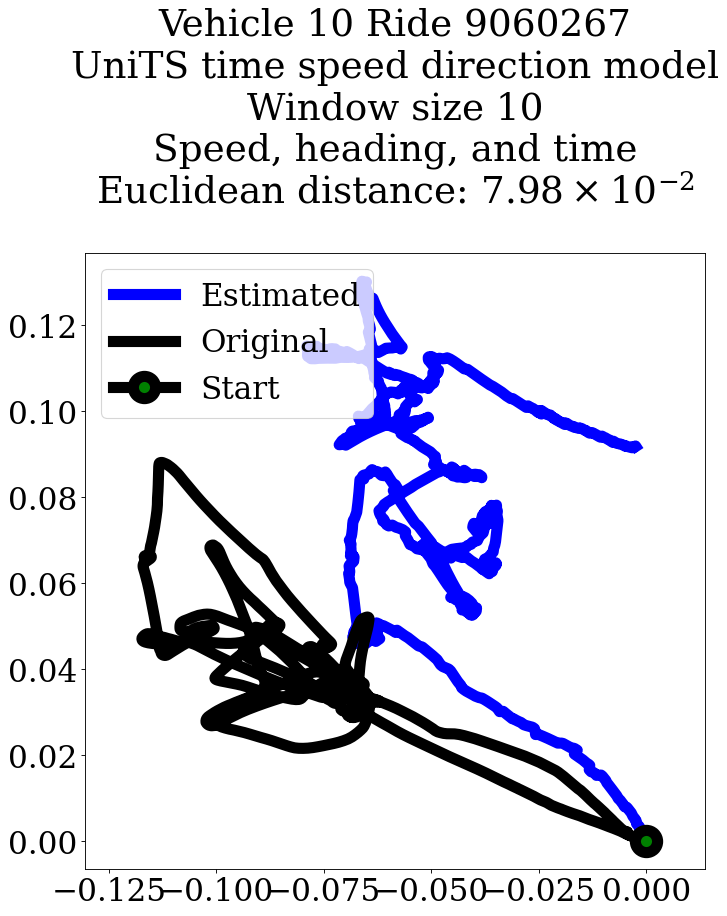 Vehicle 10 Ride 9060267
UniTS time speed direction model
Window size 10
Speed, heading, and time
Euclidean distance: $7.98 \times 10^{-2}$
Estimated
Original
Start
0.12
0.10
0.08
0.06
0.04
0.02
0.00
−0.125 −0.100 −0.075 −0.050 −0.025 0.000